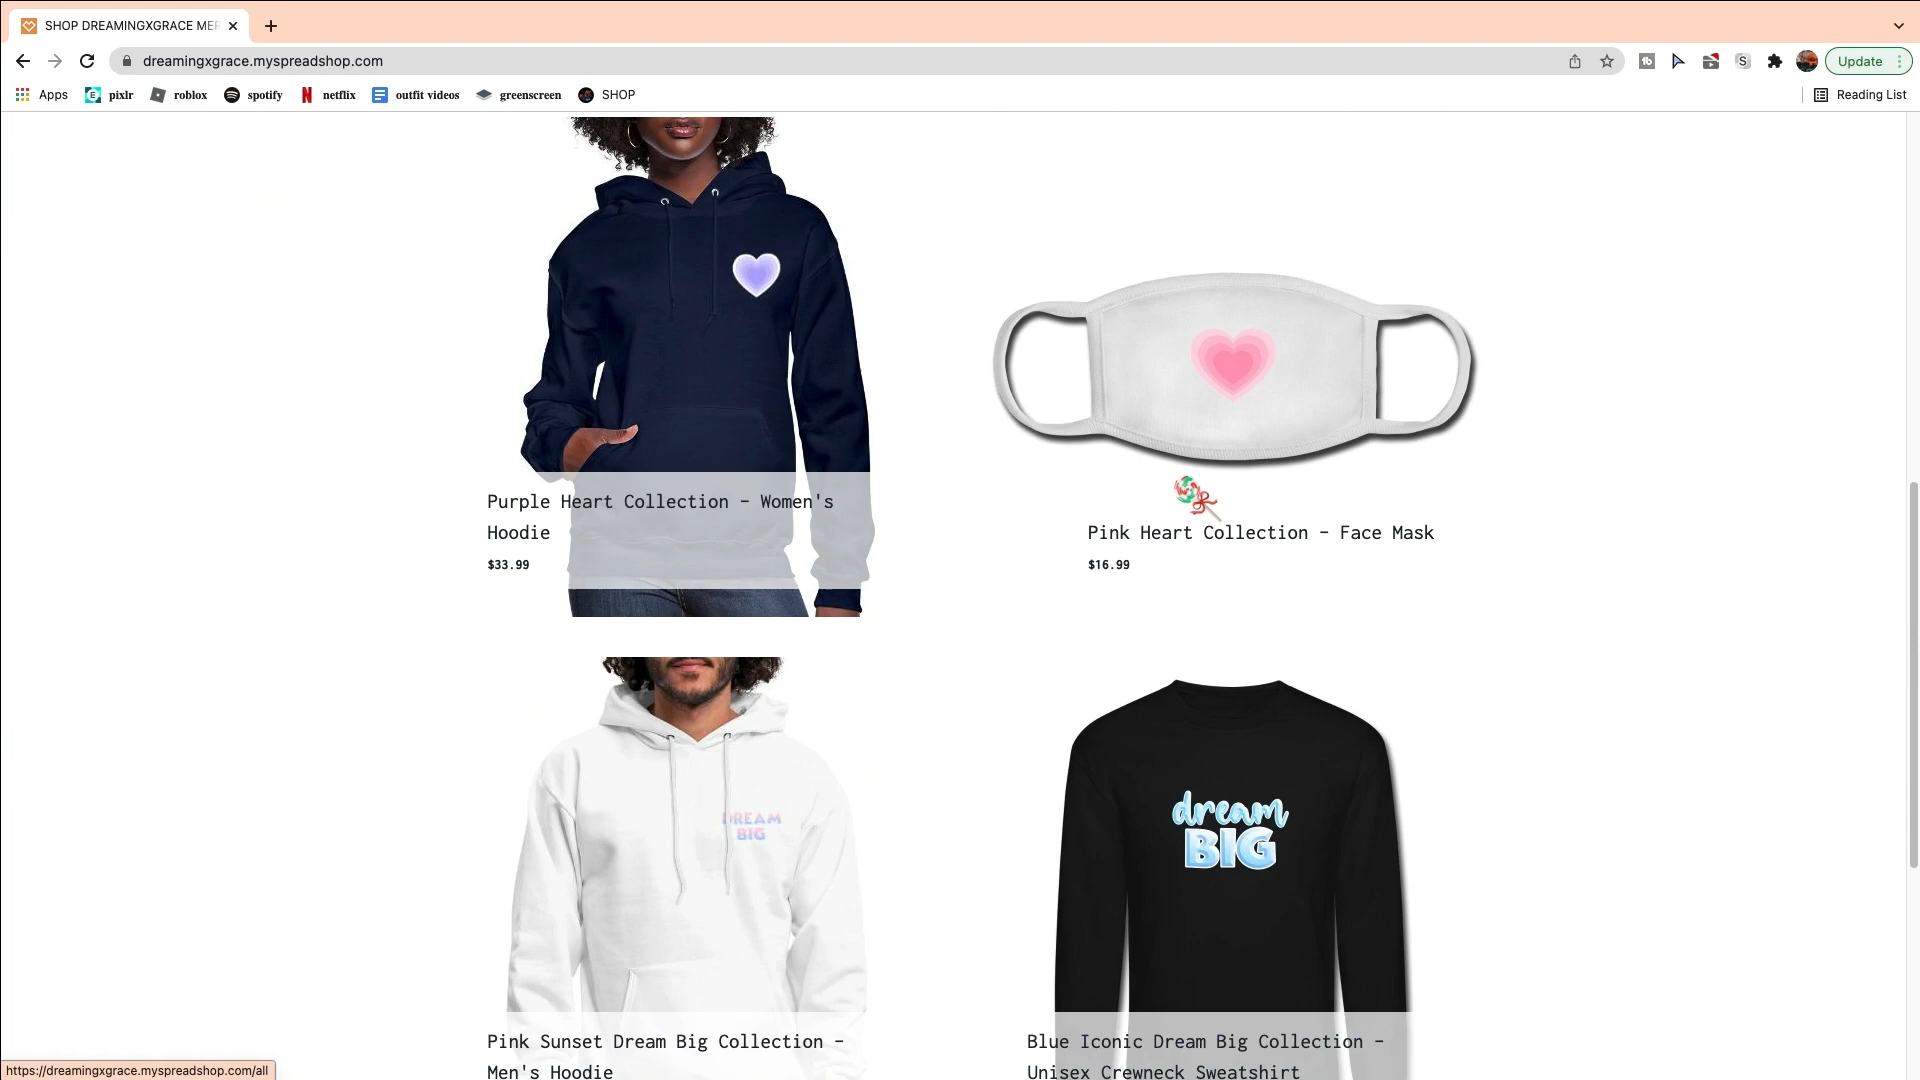 SHOP DREAMINGXGRACE MER
dreamingxgrace.myspreadshop.com
Update
Apps
pixlr
roblox
spotify
netflix
outfit videos
greenscreen
SHOP
Reading List
Purple Heart Collection - Women's
Hoodie
$33.99
Pink Heart Collection - Face Mask
$16.99
DREAM
BIG
dream
BIG
Pink Sunset Dream Big Collection -
Men's Hoodie
Blue Iconic Dream Big Collection -
Unisex Crewneck Sweatshirt
https://dreamingxgrace.myspreadshop.com/all